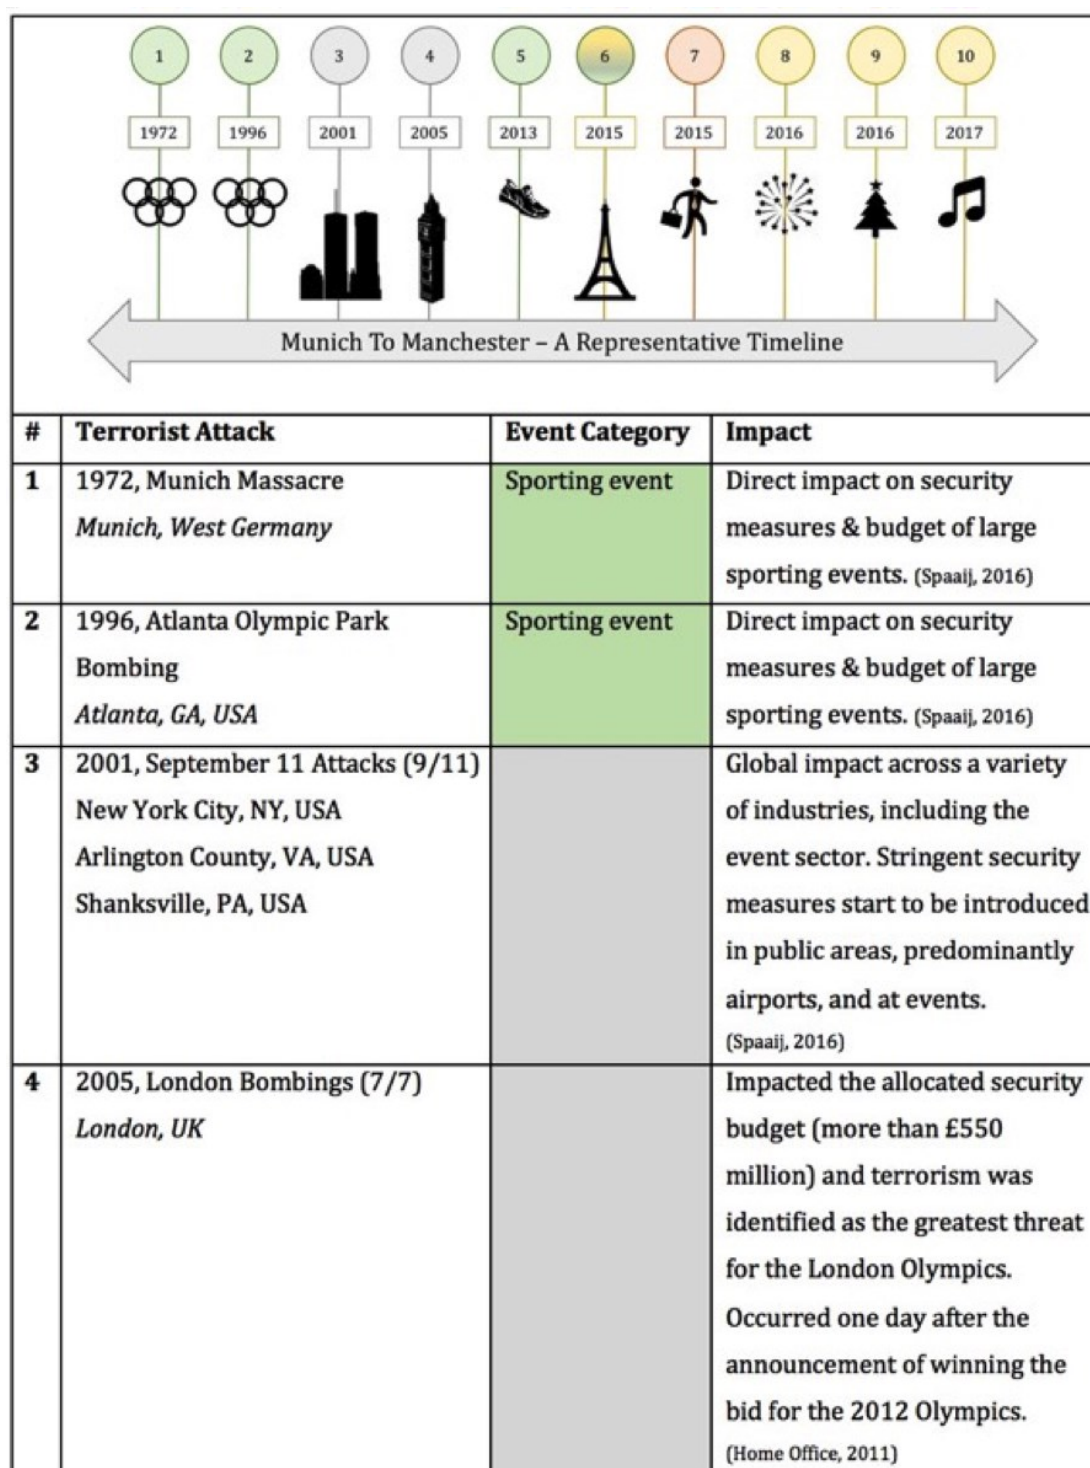 1 2 3 4 5 6 7 8 9 10
1972 1996 2001 2005 2013 2015 2015 2016 2016 2017
Munich To Manchester – A Representative Timeline
# Terrorist Attack Event Category Impact
1 1972, Munich Massacre Sporting event Direct impact on security
Munich, West Germany measures & budget of large
sporting events. (Spaaij, 2016)
2 1996, Atlanta Olympic Park Sporting event Direct impact on security
Bombing measures & budget of large
Atlanta, GA, USA sporting events. (Spaaij, 2016)
3 2001, September 11 Attacks (9/11) Global impact across a variety
New York City, NY, USA of industries, including the
Arlington County, VA, USA event sector. Stringent security
Shanksville, PA, USA measures start to be introduced
in public areas, predominantly
airports, and at events.
(Spaaij, 2016)
4 2005, London Bombings (7/7) Impacted the allocated security
London, UK budget (more than £550
million) and terrorism was
identified as the greatest threat
for the London Olympics.
Occurred one day after the
announcement of winning the
bid for the 2012 Olympics.
(Home Office, 2011)